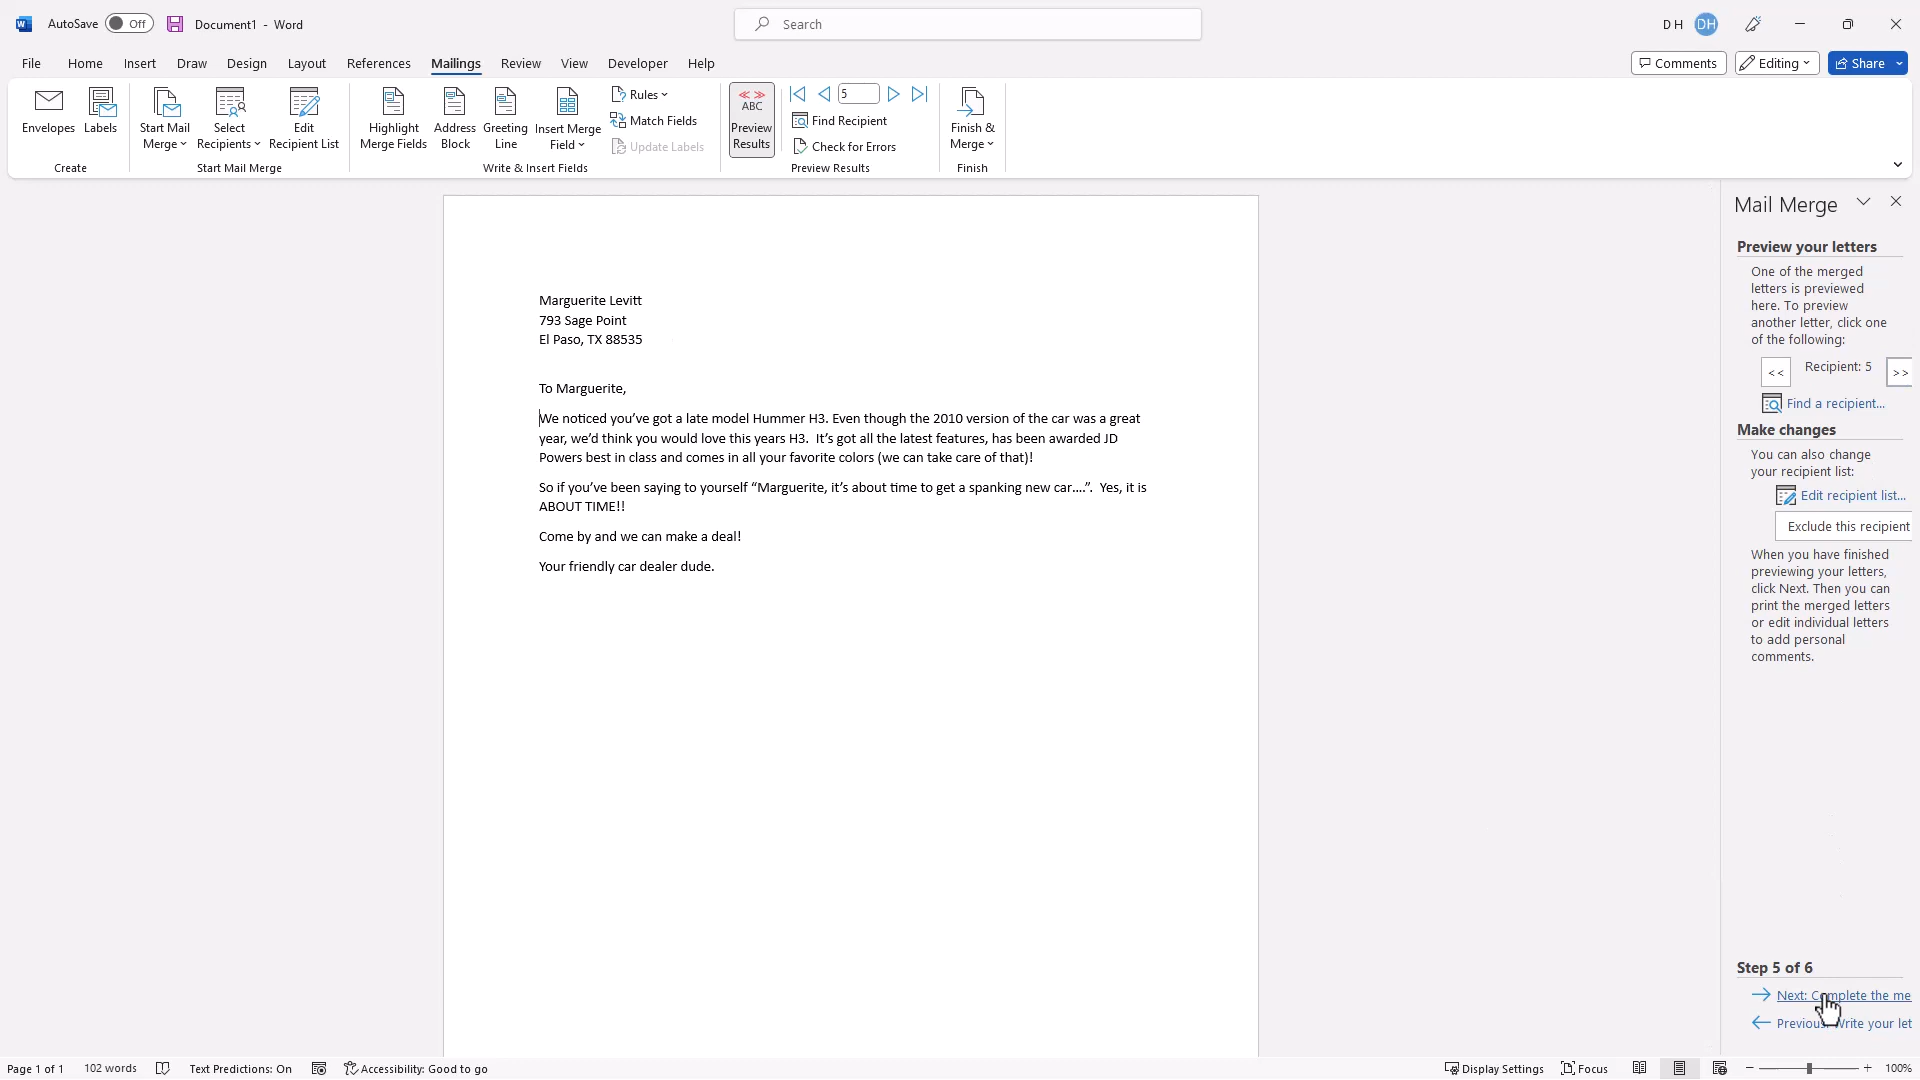 AutoSave Off Document1 - Word Search D H DH
File Home Insert Draw Design Layout References Mailings Review View Developer Help Comments Editing Share
Envelopes Labels
Create
Start Mail Merge Select Recipients Edit Recipient List
Start Mail Merge
Highlight Merge Fields Address Block Greeting Line Insert Merge Field
Rules
Match Fields
Update Labels
Write & Insert Fields
ABC
Preview Results
5
Find Recipient
Check for Errors
Preview Results
Finish & Merge
Finish
Marguerite Levitt
793 Sage Point
El Paso, TX 88535
To Marguerite,
We noticed you’ve got a late model Hummer H3. Even though the 2010 version of the car was a great
year, we’d think you would love this years H3.  It’s got all the latest features, has been awarded JD
Powers best in class and comes in all your favorite colors (we can take care of that)!
So if you’ve been saying to yourself “Marguerite, it’s about time to get a spanking new car….”.  Yes, it is
ABOUT TIME!!
Come by and we can make a deal!
Your friendly car dealer dude.
Mail Merge
Preview your letters
One of the merged
letters is previewed
here. To preview
another letter, click one
of the following:
<< Recipient: 5 >>
Find a recipient...
Make changes
You can also change
your recipient list:
Edit recipient list...
Exclude this recipient
When you have finished
previewing your letters,
click Next. Then you can
print the merged letters
or edit individual letters
to add personal
comments.
Step 5 of 6
Next: Complete the me
Previous: Write your let
Page 1 of 1 102 words Text Predictions: On Accessibility: Good to go Display Settings Focus 100%